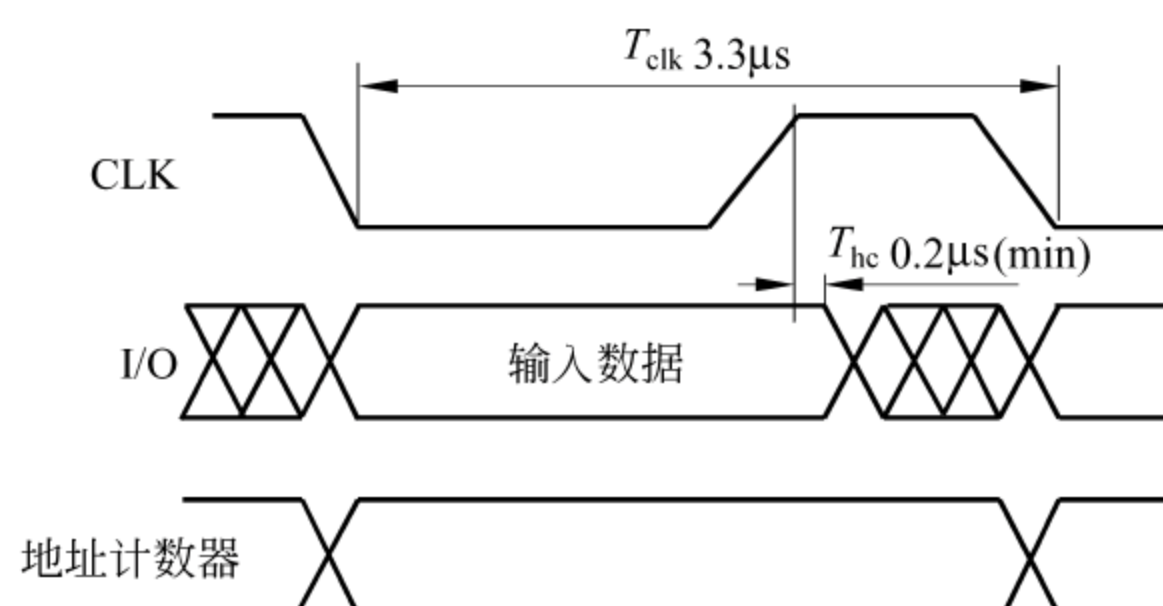 Tclk 3.3μs
CLK
Thc 0.2μs(min)
I/O
输入数据
地址计数器